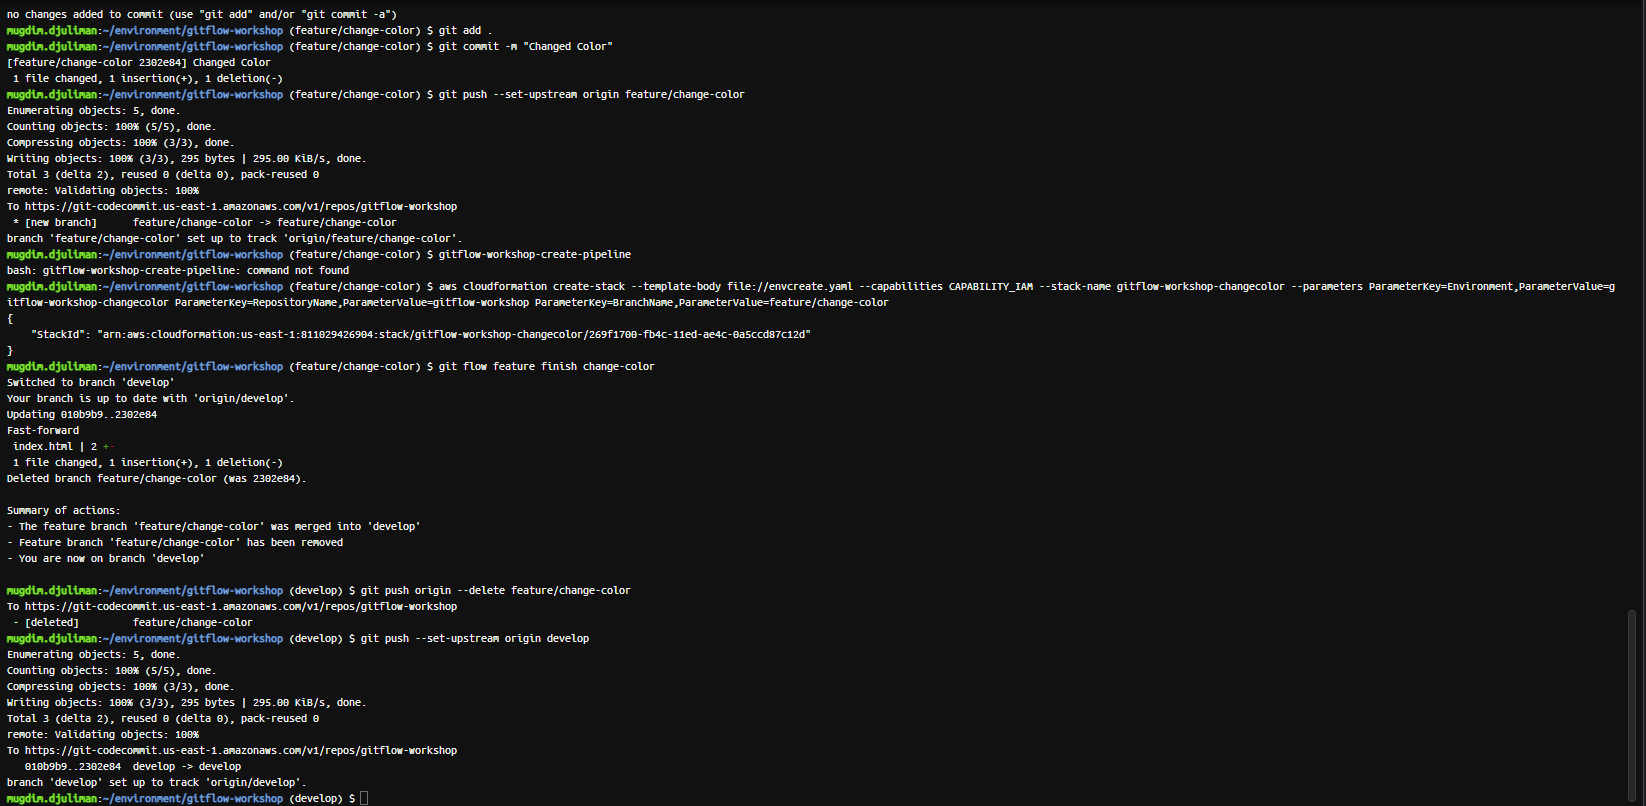 no changes added to commit (use "git add" and/or "git commit -a")
mugdim.djuliman:~/environment/gitflow-workshop (feature/change-color) $ git add .
mugdim.djuliman:~/environment/gitflow-workshop (feature/change-color) $ git commit -m "Changed Color"
[feature/change-color 2302e84] Changed Color
 1 file changed, 1 insertion(+), 1 deletion(-)
mugdim.djuliman:~/environment/gitflow-workshop (feature/change-color) $ git push --set-upstream origin feature/change-color
Enumerating objects: 5, done.
Counting objects: 100% (5/5), done.
Compressing objects: 100% (3/3), done.
Writing objects: 100% (3/3), 295 bytes | 295.00 KiB/s, done.
Total 3 (delta 2), reused 0 (delta 0), pack-reused 0
remote: Validating objects: 100%
To https://git-codecommit.us-east-1.amazonaws.com/v1/repos/gitflow-workshop
 * [new branch]      feature/change-color -> feature/change-color
branch 'feature/change-color' set up to track 'origin/feature/change-color'.
mugdim.djuliman:~/environment/gitflow-workshop (feature/change-color) $ gitflow-workshop-create-pipeline
bash: gitflow-workshop-create-pipeline: command not found
mugdim.djuliman:~/environment/gitflow-workshop (feature/change-color) $ aws cloudformation create-stack --template-body file://envcreate.yaml --capabilities CAPABILITY_IAM --stack-name gitflow-workshop-changecolor --parameters ParameterKey=Environment,ParameterValue=g
itflow-workshop-changecolor ParameterKey=RepositoryName,ParameterValue=gitflow-workshop ParameterKey=BranchName,ParameterValue=feature/change-color
{
    "StackId": "arn:aws:cloudformation:us-east-1:811029426904:stack/gitflow-workshop-changecolor/269f1700-fb4c-11ed-ae4c-0a5ccd87c12d"
}
mugdim.djuliman:~/environment/gitflow-workshop (feature/change-color) $ git flow feature finish change-color
Switched to branch 'develop'
Your branch is up to date with 'origin/develop'.
Updating 010b9b9..2302e84
Fast-forward
 index.html | 2 +-
 1 file changed, 1 insertion(+), 1 deletion(-)
Deleted branch feature/change-color (was 2302e84).

Summary of actions:
- The feature branch 'feature/change-color' was merged into 'develop'
- Feature branch 'feature/change-color' has been removed
- You are now on branch 'develop'

mugdim.djuliman:~/environment/gitflow-workshop (develop) $ git push origin --delete feature/change-color
To https://git-codecommit.us-east-1.amazonaws.com/v1/repos/gitflow-workshop
 - [deleted]         feature/change-color
mugdim.djuliman:~/environment/gitflow-workshop (develop) $ git push --set-upstream origin develop
Enumerating objects: 5, done.
Counting objects: 100% (5/5), done.
Compressing objects: 100% (3/3), done.
Writing objects: 100% (3/3), 295 bytes | 295.00 KiB/s, done.
Total 3 (delta 2), reused 0 (delta 0), pack-reused 0
remote: Validating objects: 100%
To https://git-codecommit.us-east-1.amazonaws.com/v1/repos/gitflow-workshop
   010b9b9..2302e84  develop -> develop
branch 'develop' set up to track 'origin/develop'.
mugdim.djuliman:~/environment/gitflow-workshop (develop) $